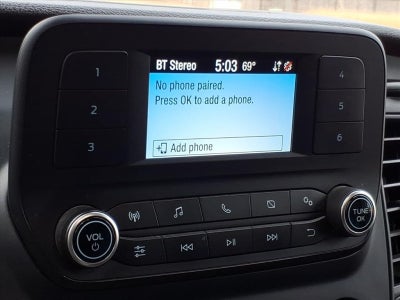 BT Stereo 5:03 69°
No phone paired.
Press OK to add a phone.
Add phone
1
2
3
4
5
6
VOL
TUNE
OK